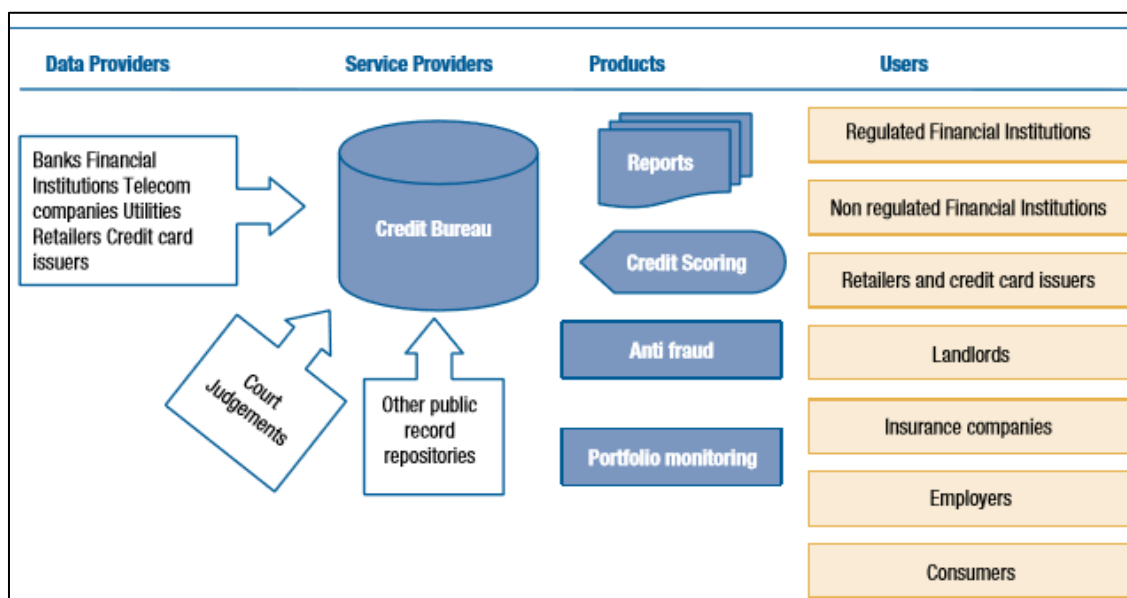 Data Providers
Service Providers
Products
Users
Banks Financial
Institutions Telecom
companies Utilities
Retailers Credit card
issuers
Court
Judgements
Other public
record
repositories
Credit Bureau
Reports
Credit Scoring
Anti fraud
Portfolio monitoring
Regulated Financial Institutions
Non regulated Financial Institutions
Retailers and credit card issuers
Landlords
Insurance companies
Employers
Consumers